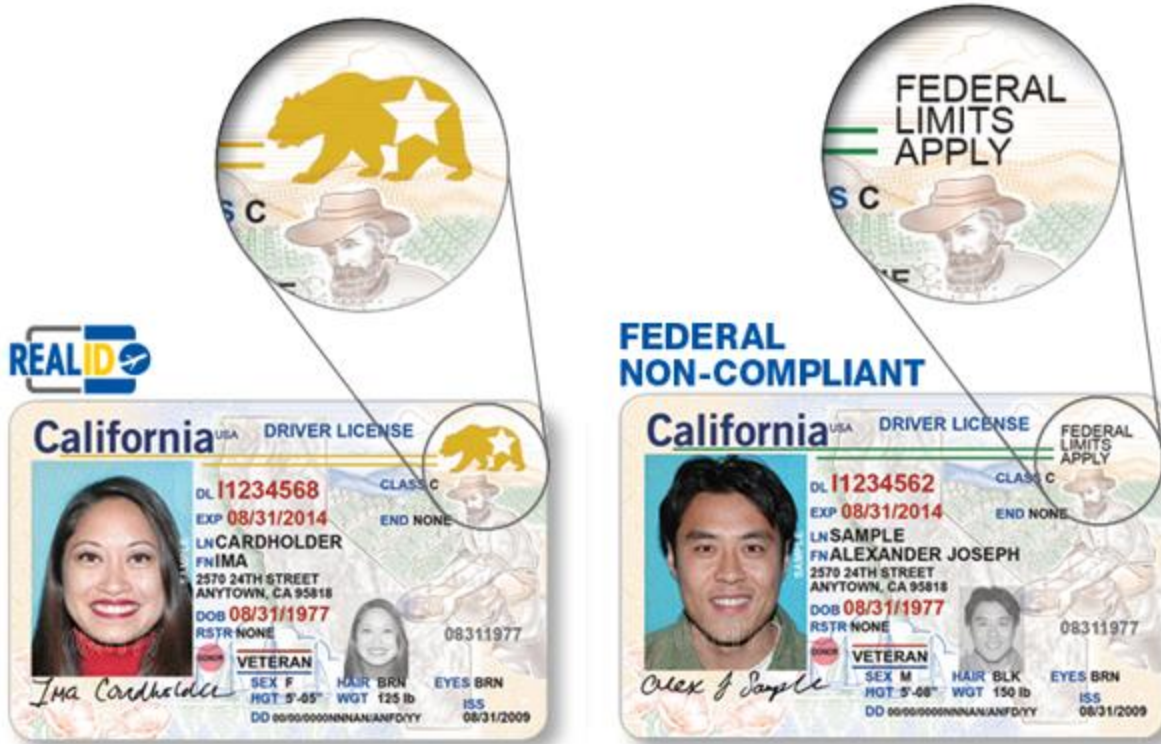 S C
FEDERAL
LIMITS
APPLY
S C
REAL ID
FEDERAL
NON-COMPLIANT
California USA DRIVER LICENSE
DL I1234568 CLASS C
EXP 08/31/2014 END NONE
LN CARDHOLDER
FN IMA
2570 24TH STREET
ANYTOWN, CA 95818
DOB 08/31/1977
RSTR NONE 08311977
DONOR
VETERAN
SEX F HAIR BRN EYES BRN
HGT 5'-05" WGT 125 lb ISS
DD 00/00/0000NNNAN/ANFD/YY 08/31/2009
Ima Cardholder
California USA DRIVER LICENSE
FEDERAL
LIMITS
APPLY
DL I1234562 CLASS C
EXP 08/31/2014 END NONE
LN SAMPLE
FN ALEXANDER JOSEPH
2570 24TH STREET
ANYTOWN, CA 95818
DOB 08/31/1977
RSTR NONE 08311977
SAMPLE
DONOR
VETERAN
SEX M HAIR BLK EYES BRN
HGT 5'-08" WGT 150 lb ISS
DD 00/00/0000NNNAN/ANFD/YY 08/31/2009
Alex J Sample